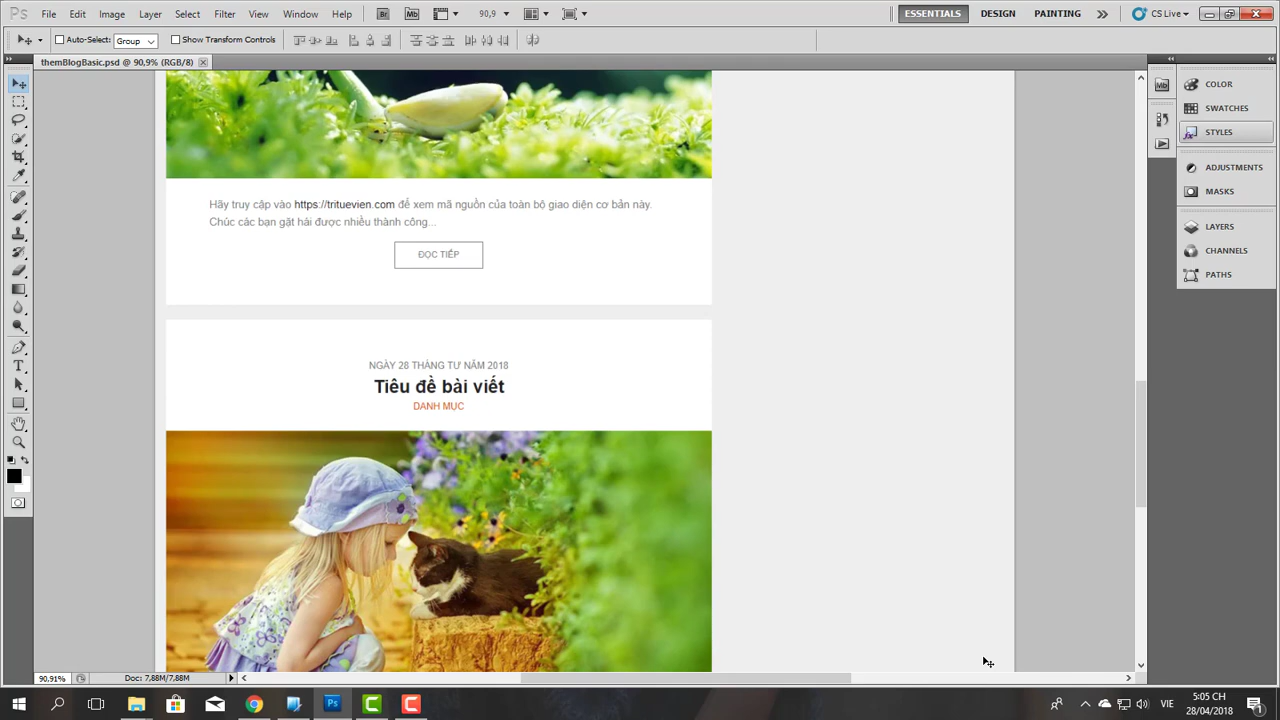 Ps File Edit Image Layer Select Filter View Window Help Br Mb 90,9 ESSENTIALS DESIGN PAINTING CS Live
Auto-Select: Group Show Transform Controls
themBlogBasic.psd @ 90,9% (RGB/8)
Mb
COLOR
SWATCHES
STYLES
ADJUSTMENTS
MASKS
LAYERS
CHANNELS
PATHS
Hãy truy cập vào https://trituevien.com để xem mã nguồn của toàn bộ giao diện cơ bản này.
Chúc các bạn gặt hái được nhiều thành công...
ĐỌC TIẾP
NGÀY 28 THÁNG TƯ NĂM 2018
Tiêu đề bài viết
DANH MỤC
90,91% Doc: 7,88M/7,88M
Ps VIE 5:05 CH
28/04/2018